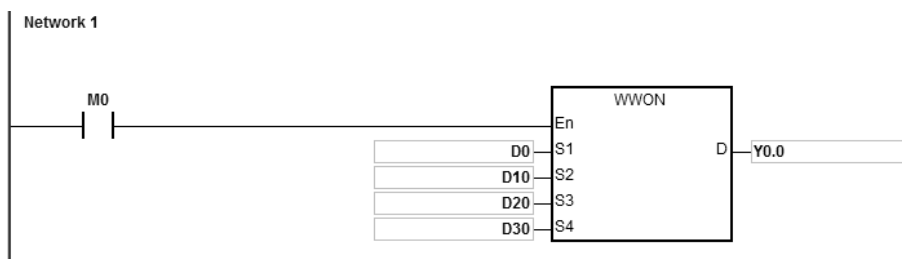 Network 1
M0
WWON
En
D0 S1 D Y0.0
D10 S2
D20 S3
D30 S4